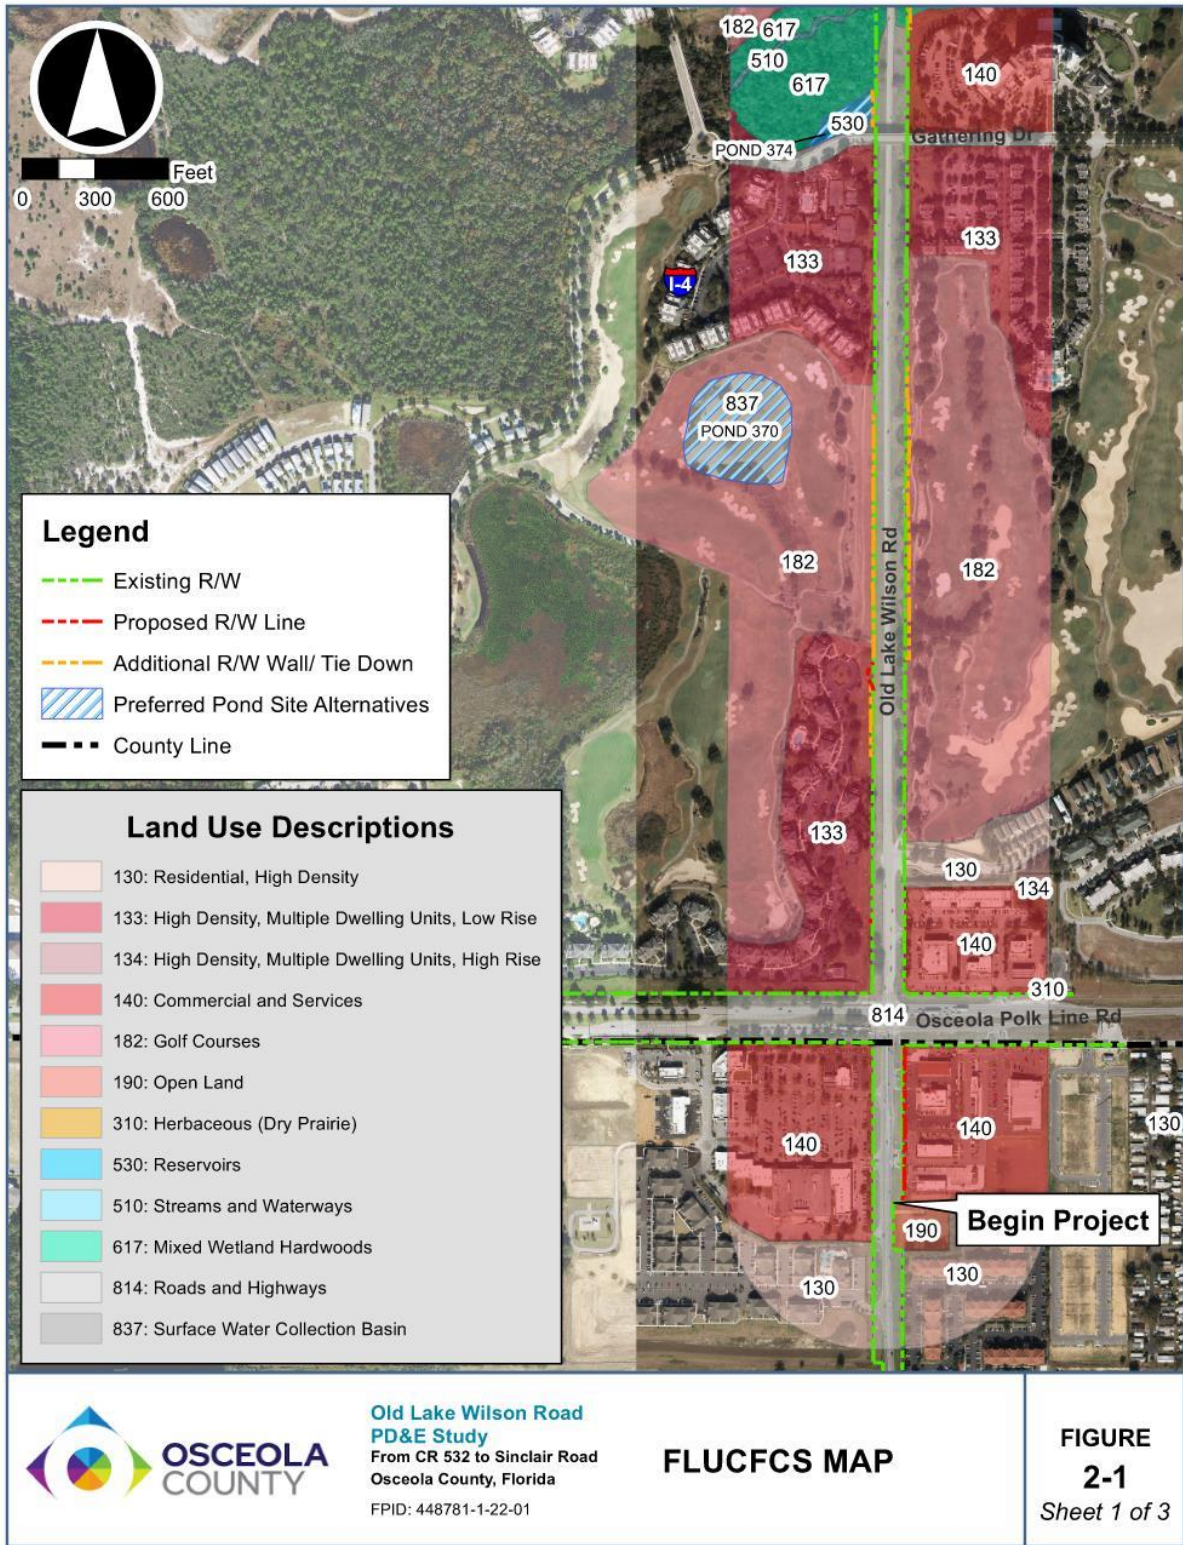 182
617
510
617
140
530
POND 374
Gathering Dr
Feet
0
300
600
133
133
I-4
837
POND 370
182
182
Old Lake Wilson Rd
Legend
Existing R/W
Proposed R/W Line
Additional R/W Wall/ Tie Down
Preferred Pond Site Alternatives
County Line
133
130
134
140
310
814
Osceola Polk Line Rd
Land Use Descriptions
130: Residential, High Density
133: High Density, Multiple Dwelling Units, Low Rise
134: High Density, Multiple Dwelling Units, High Rise
140: Commercial and Services
182: Golf Courses
190: Open Land
310: Herbaceous (Dry Prairie)
530: Reservoirs
510: Streams and Waterways
617: Mixed Wetland Hardwoods
814: Roads and Highways
837: Surface Water Collection Basin
140
140
130
Begin Project
190
130
130
OSCEOLA
COUNTY
Old Lake Wilson Road
PD&E Study
From CR 532 to Sinclair Road
Osceola County, Florida
FPID: 448781-1-22-01
FLUCFCS MAP
FIGURE
2-1
Sheet 1 of 3